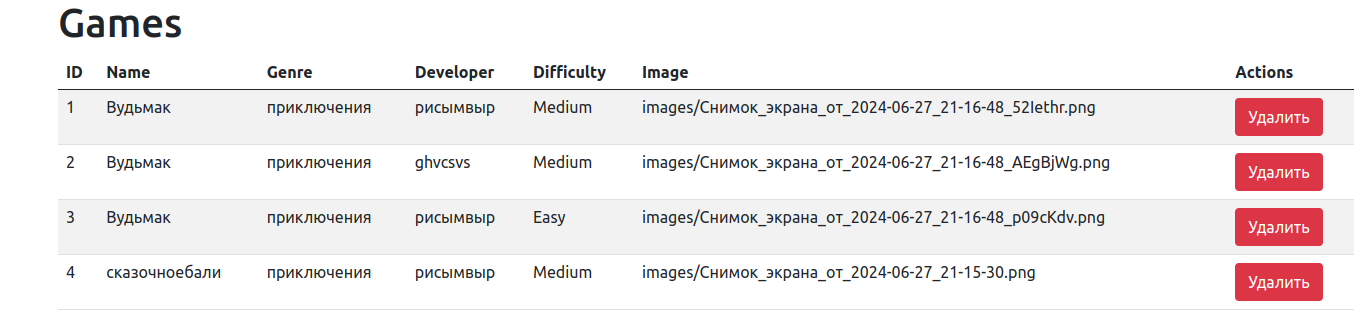 Games
ID Name Genre Developer Difficulty Image Actions
1 Вудьмак приключения рисымвыр Medium images/Снимок_экрана_от_2024-06-27_21-16-48_52Iethr.png Удалить
2 Вудьмак приключения ghvcsvs Medium images/Снимок_экрана_от_2024-06-27_21-16-48_AEgBjWg.png Удалить
3 Вудьмак приключения рисымвыр Easy images/Снимок_экрана_от_2024-06-27_21-16-48_p09cKdv.png Удалить
4 сказочноебали приключения рисымвыр Medium images/Снимок_экрана_от_2024-06-27_21-15-30.png Удалить